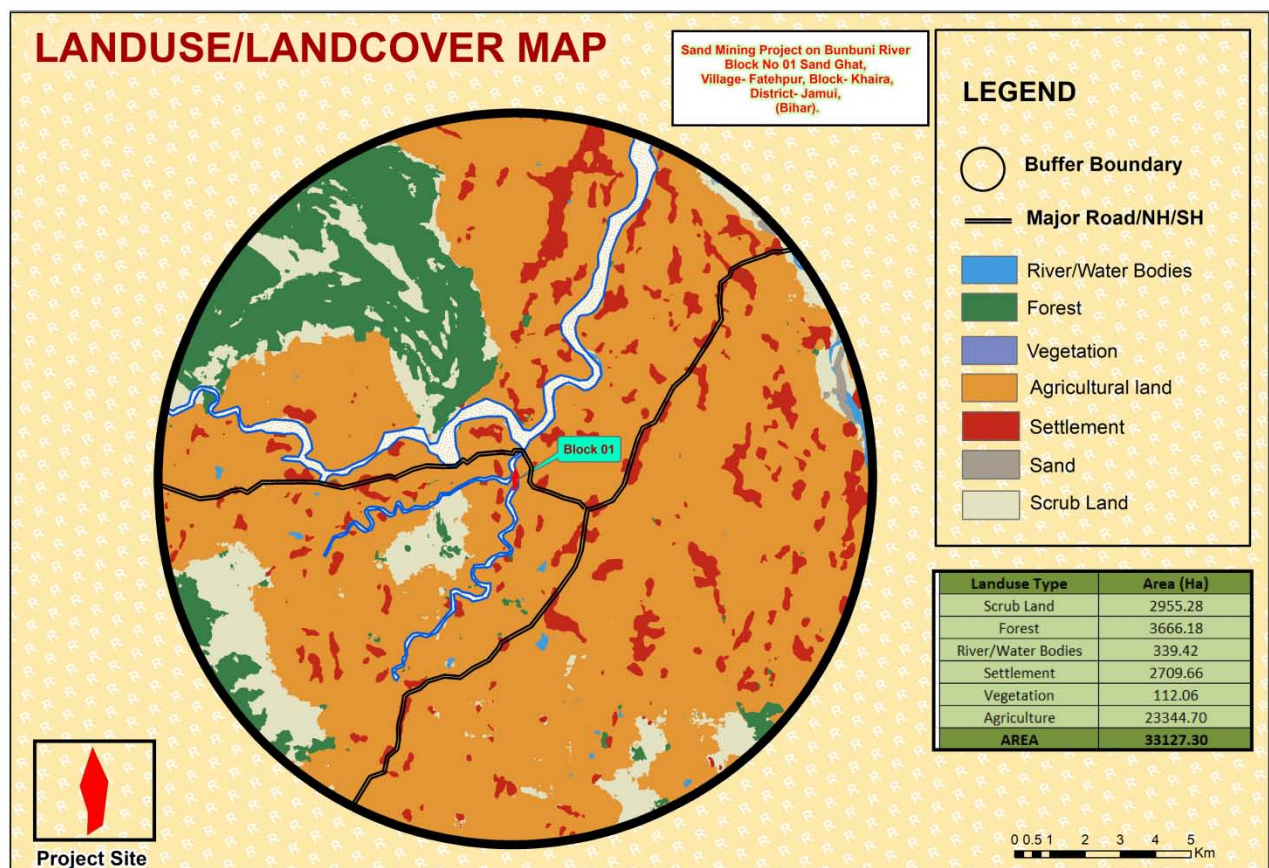 LANDUSE/LANDCOVER MAP
Sand Mining Project on Bunbuni River
Block No 01 Sand Ghat,
Village- Fatehpur, Block- Khaira,
District- Jamui,
(Bihar).
LEGEND
Buffer Boundary
Major Road/NH/SH
River/Water Bodies
Forest
Vegetation
Agricultural land
Settlement
Sand
Scrub Land
Block 01
Landuse Type Area (Ha)
Scrub Land 2955.28
Forest 3666.18
River/Water Bodies 339.42
Settlement 2709.66
Vegetation 112.06
Agriculture 23344.70
AREA 33127.30
Project Site
0 0.5 1 2 3 4 5
Km